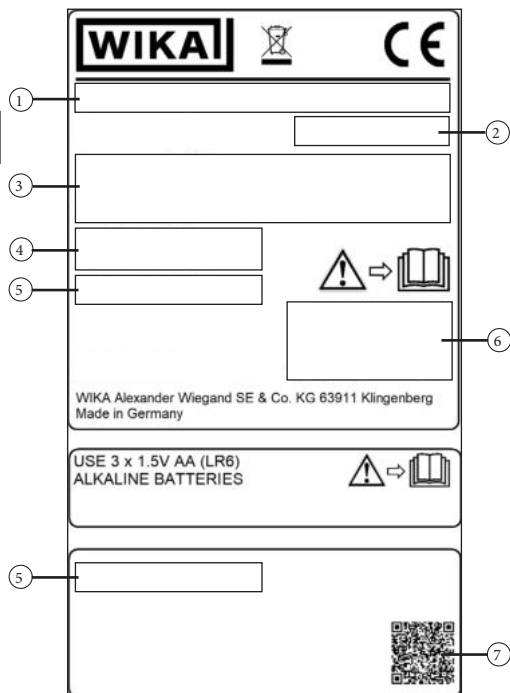 WIKA
CE
1
2
3
4
5
6
WIKA Alexander Wiegand SE & Co. KG 63911 Klingenberg
Made in Germany
USE 3 x 1.5V AA (LR6)
ALKALINE BATTERIES
5
7